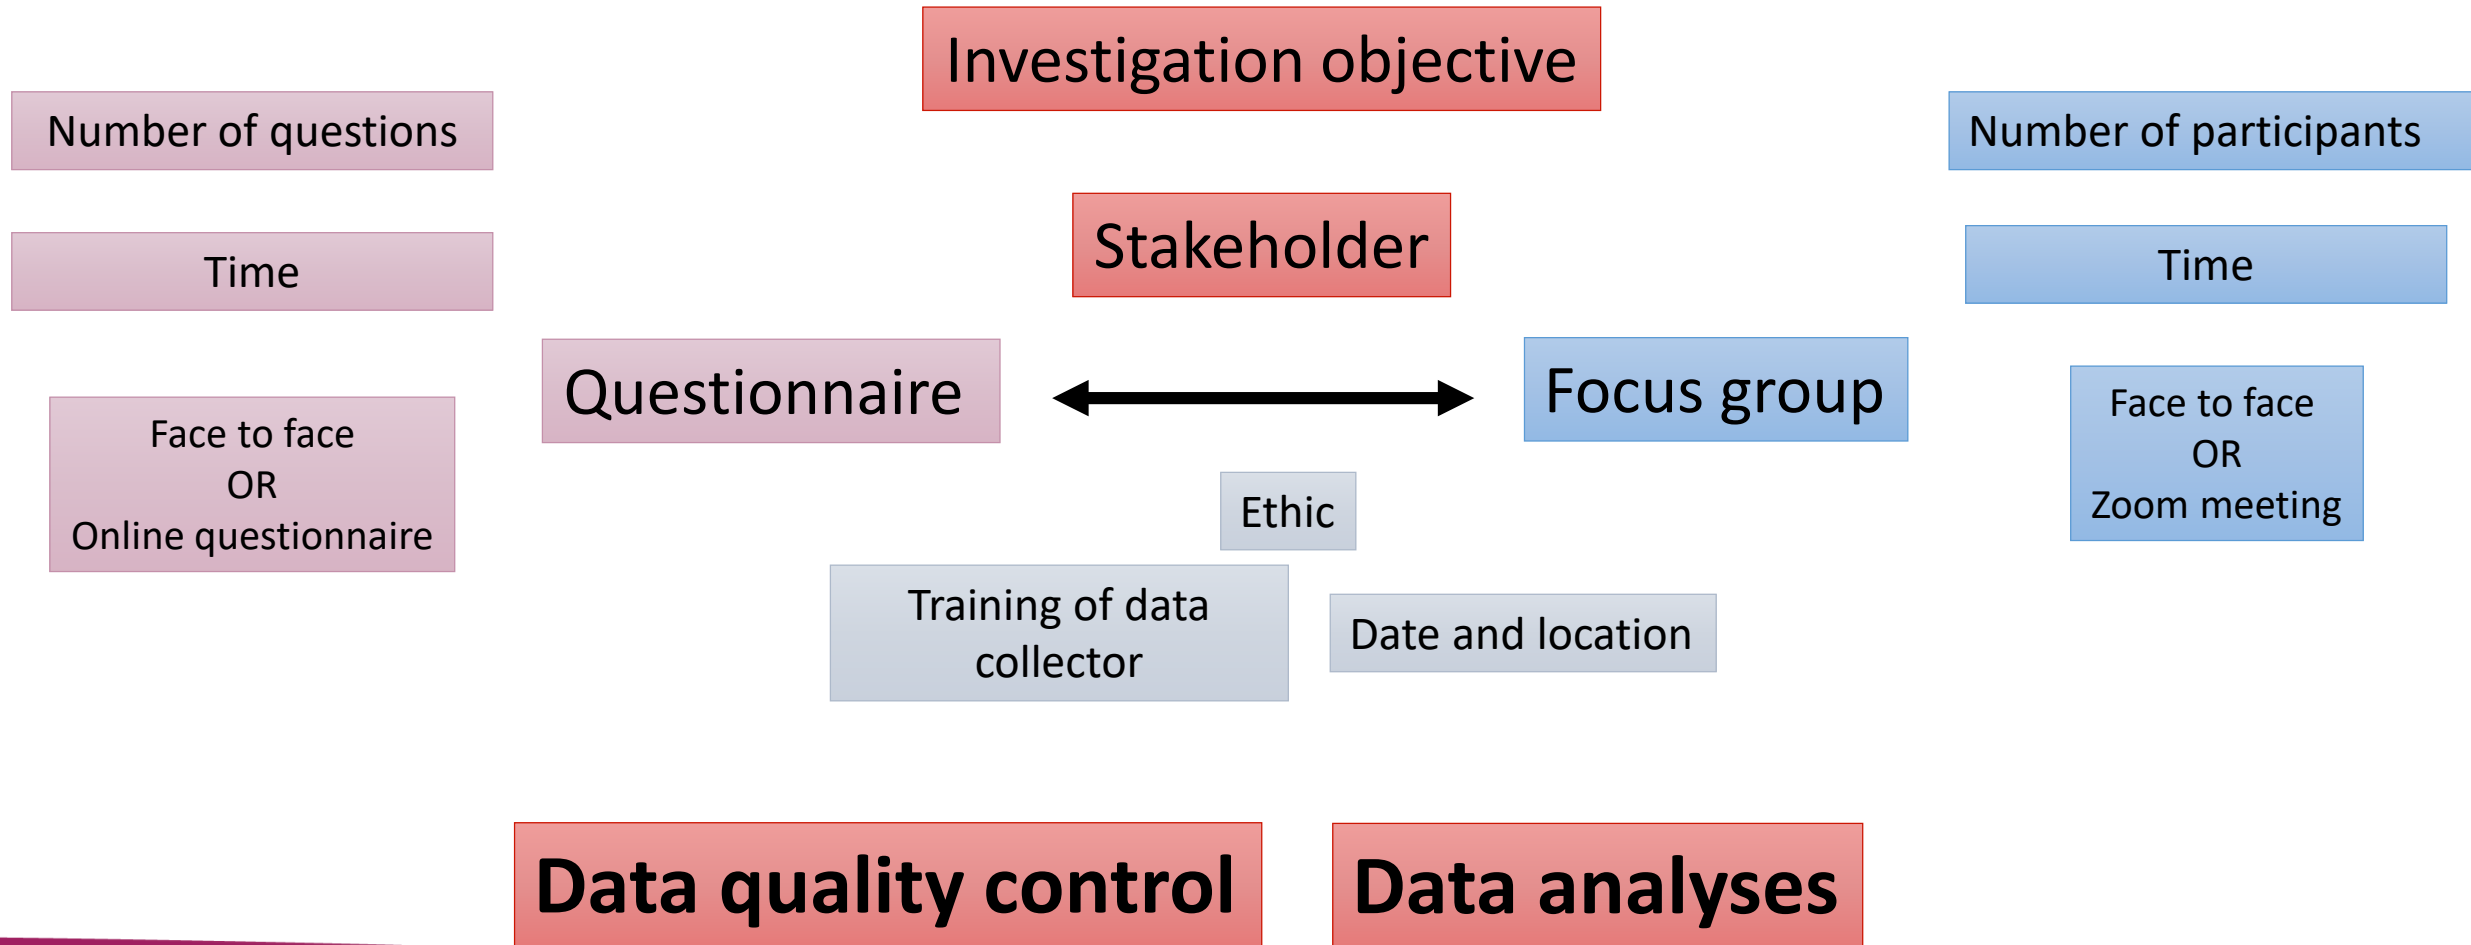 Investigation objective
Number of questions
Number of participants
Stakeholder
Time
Time
Questionnaire
Focus group
Face to face
OR
Online questionnaire
Face to face
OR
Zoom meeting
Ethic
Training of data
collector
Date and location
Data quality control
Data analyses